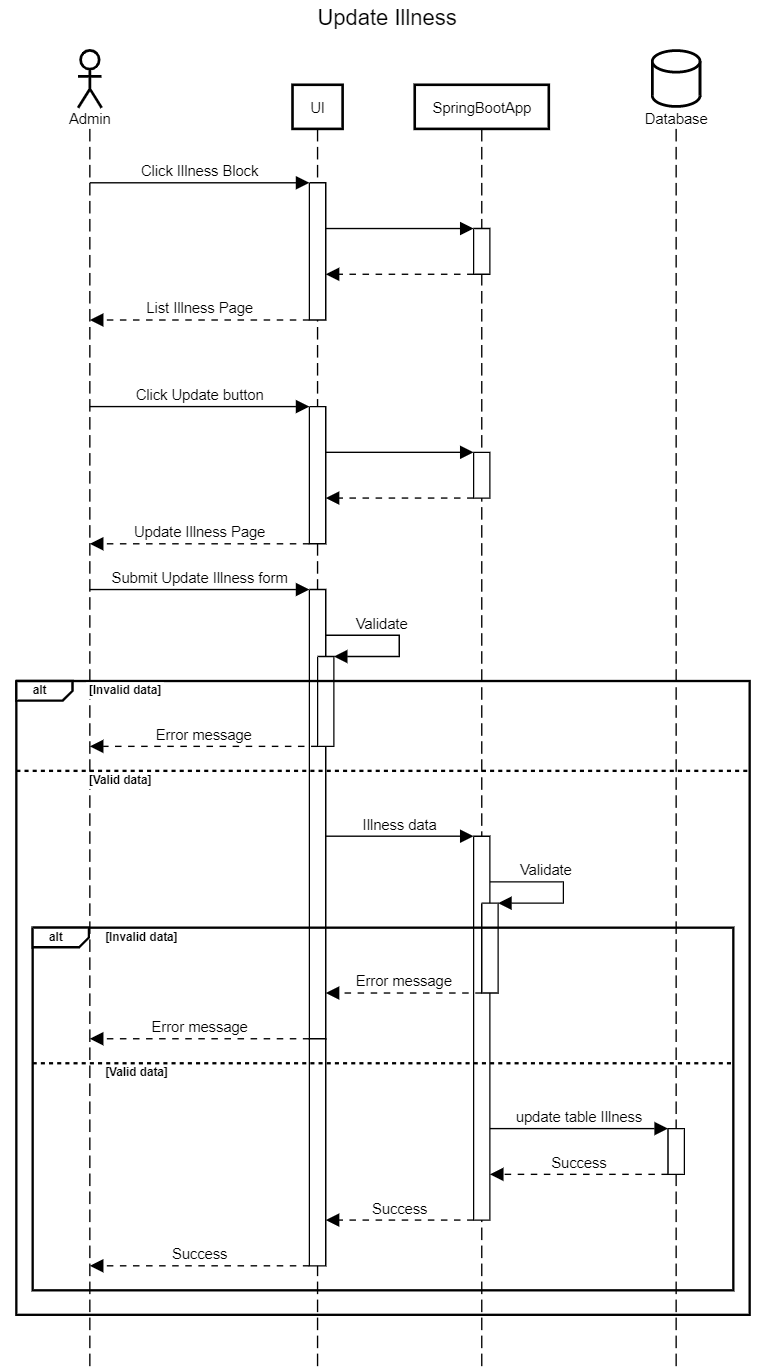 Update Illness
Admin
UI
SpringBootApp
Database
Click Illness Block
List Illness Page
Click Update button
Update Illness Page
Submit Update Illness form
Validate
alt
[Invalid data]
Error message
[Valid data]
Illness data
Validate
alt
[Invalid data]
Error message
Error message
[Valid data]
update table Illness
Success
Success
Success